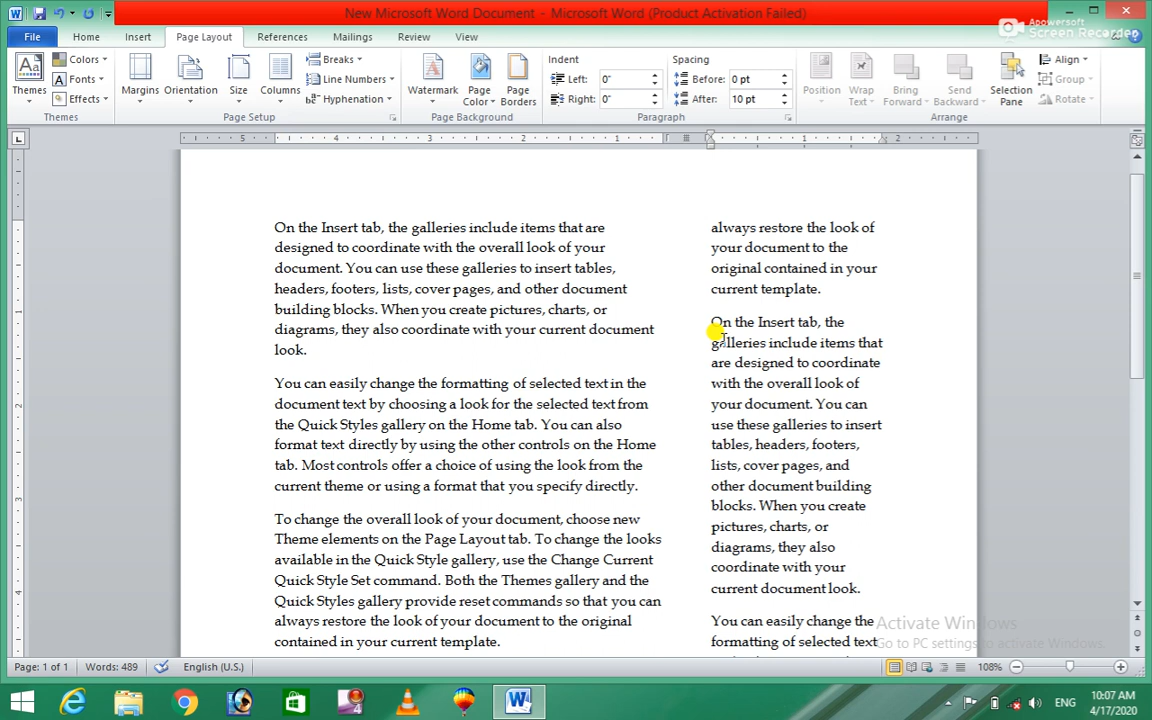 New Microsoft Word Document - Microsoft Word (Product Activation Failed)
Apowersoft
Screen Recorder
File Home Insert Page Layout References Mailings Review View
Themes
Colors
Fonts
Effects
Themes
Margins Orientation Size Columns
Breaks
Line Numbers
Hyphenation
Page Setup
Watermark Page Color Page Borders
Page Background
Indent Spacing
Left: 0" Before: 0 pt
Right: 0" After: 10 pt
Paragraph
Position Wrap Text Bring Forward Send Backward Selection Pane
Align
Group
Rotate
Arrange
5 4 3 2 1 1 2
1
2
3
4
On the Insert tab, the galleries include items that are
designed to coordinate with the overall look of your
document. You can use these galleries to insert tables,
headers, footers, lists, cover pages, and other document
building blocks. When you create pictures, charts, or
diagrams, they also coordinate with your current document
look.
You can easily change the formatting of selected text in the
document text by choosing a look for the selected text from
the Quick Styles gallery on the Home tab. You can also
format text directly by using the other controls on the Home
tab. Most controls offer a choice of using the look from the
current theme or using a format that you specify directly.
To change the overall look of your document, choose new
Theme elements on the Page Layout tab. To change the looks
available in the Quick Style gallery, use the Change Current
Quick Style Set command. Both the Themes gallery and the
Quick Styles gallery provide reset commands so that you can
always restore the look of your document to the original
contained in your current template.
always restore the look of
your document to the
original contained in your
current template.
On the Insert tab, the
galleries include items that
are designed to coordinate
with the overall look of
your document. You can
use these galleries to insert
tables, headers, footers,
lists, cover pages, and
other document building
blocks. When you create
pictures, charts, or
diagrams, they also
coordinate with your
current document look.
You can easily change the
formatting of selected text
Activate Windows
Go to PC settings to activate Windows.
Page: 1 of 1 Words: 489 English (U.S.) 108%
ENG
10:07 AM
4/17/2020